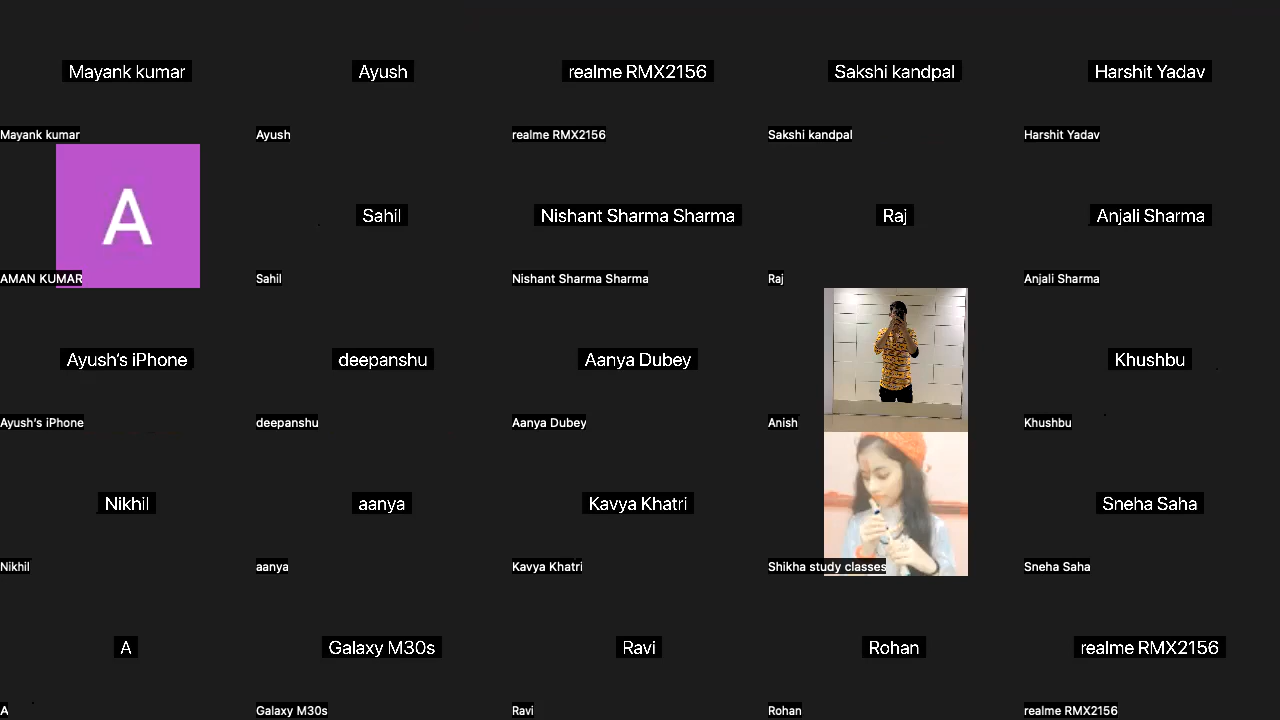 Mayank kumar
Ayush
realme RMX2156
Sakshi kandpal
Harshit Yadav
Mayank kumar
Ayush
realme RMX2156
Sakshi kandpal
Harshit Yadav
A
Sahil
Nishant Sharma Sharma
Raj
Anjali Sharma
AMAN KUMAR
Sahil
Nishant Sharma Sharma
Raj
Anjali Sharma
Ayush’s iPhone
deepanshu
Aanya Dubey
Khushbu
Ayush’s iPhone
deepanshu
Aanya Dubey
Anish
Khushbu
Nikhil
aanya
Kavya Khatri
Sneha Saha
Nikhil
aanya
Kavya Khatri
Shikha study classes
Sneha Saha
A
Galaxy M30s
Ravi
Rohan
realme RMX2156
A
Galaxy M30s
Ravi
Rohan
realme RMX2156